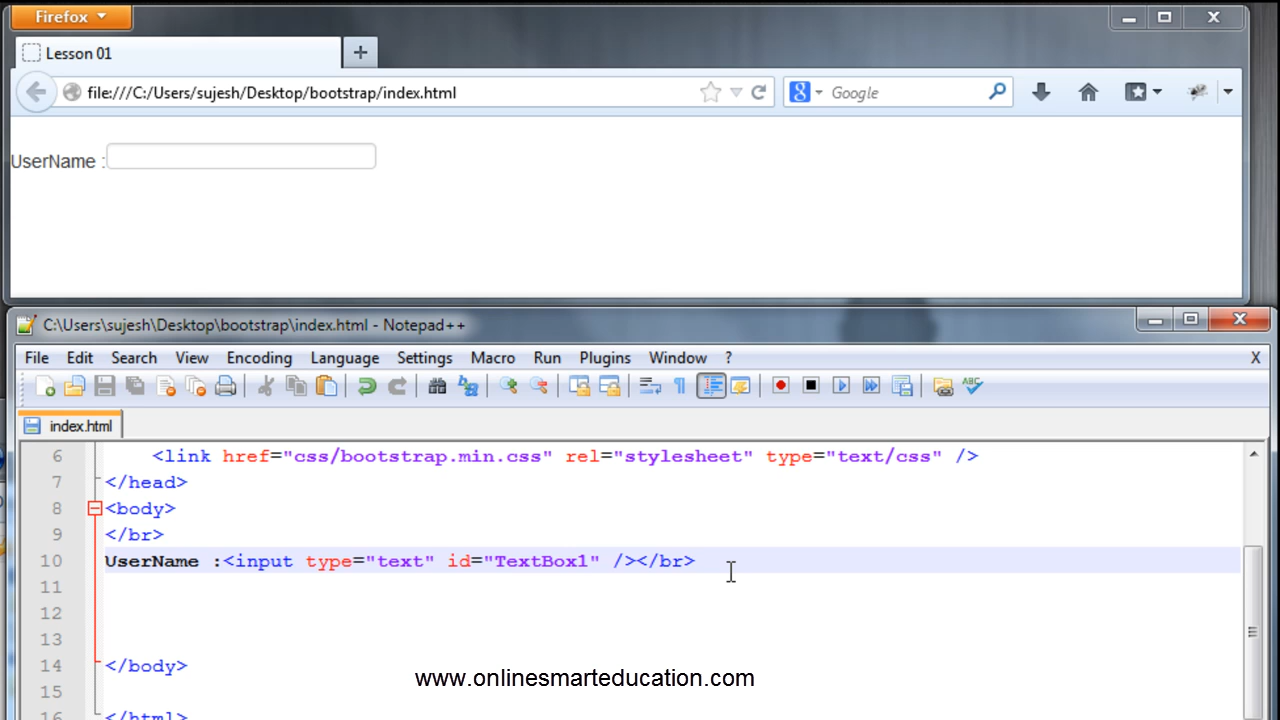 Firefox
Lesson 01
file:///C:/Users/sujesh/Desktop/bootstrap/index.html
Google
UserName :
C:\Users\sujesh\Desktop\bootstrap\index.html - Notepad++
File Edit Search View Encoding Language Settings Macro Run Plugins Window ? X
index.html
6 <link href="css/bootstrap.min.css" rel="stylesheet" type="text/css" />
7 </head>
8 <body>
9 </br>
10 UserName :<input type="text" id="TextBox1" /></br>
11
12
13
14 </body>
15
16 </html>
www.onlinesmarteducation.com